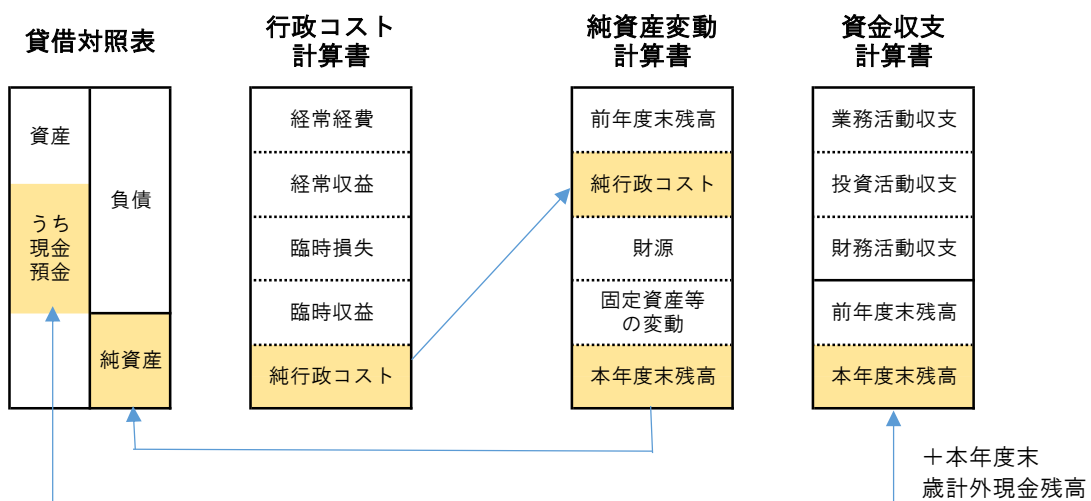 貸借対照表
資産
うち
現金
預金
負債
純資産
行政コスト
計算書
経常経費
経常収益
臨時損失
臨時収益
純行政コスト
純資産変動
計算書
前年度末残高
純行政コスト
財源
固定資産等
の変動
本年度末残高
資金収支
計算書
業務活動収支
投資活動収支
財務活動収支
前年度末残高
本年度末残高
＋本年度末
歳計外現金残高